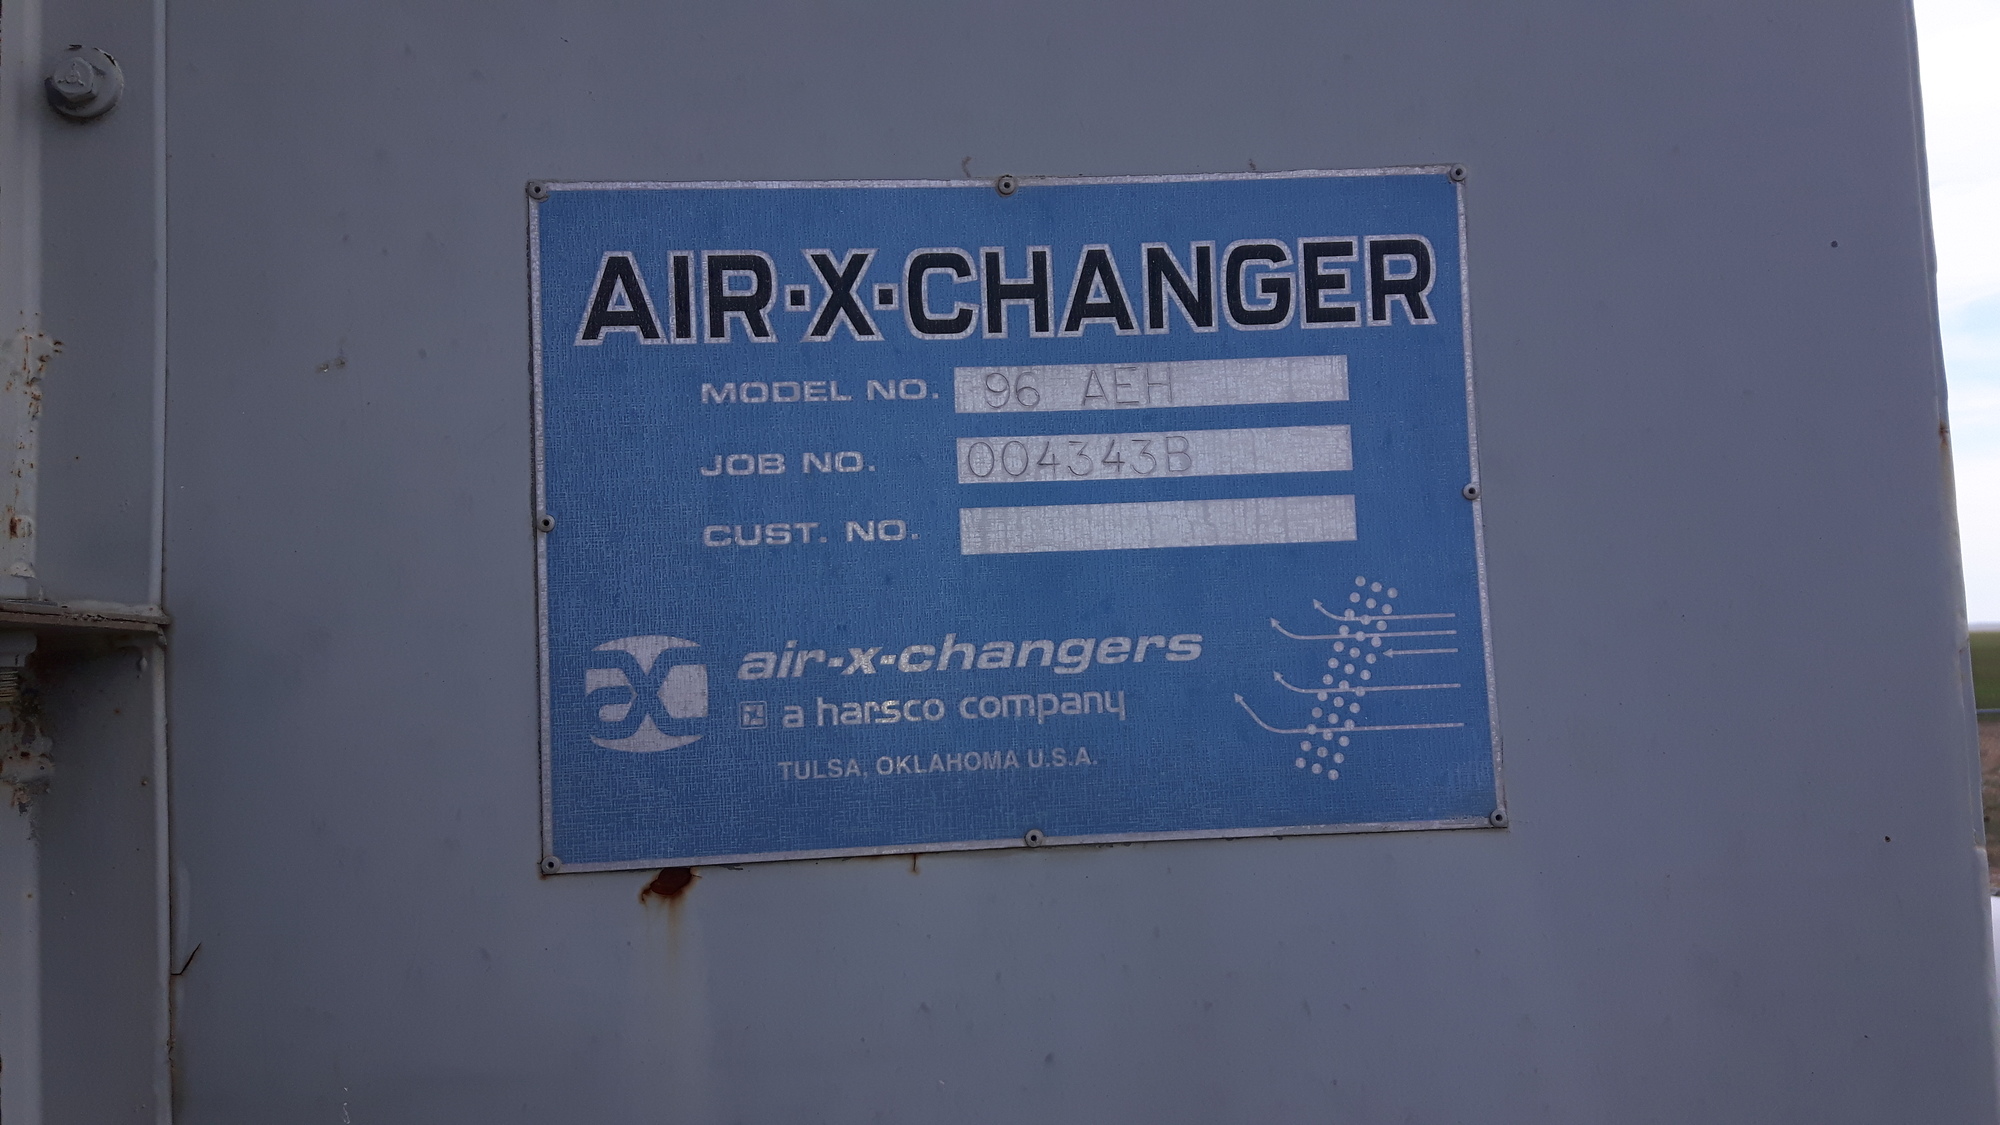 AIR·X·CHANGER
MODEL NO. 96 AEH
JOB NO. 004343B
CUST. NO.
air-x-changers
a harsco company
TULSA, OKLAHOMA U.S.A.